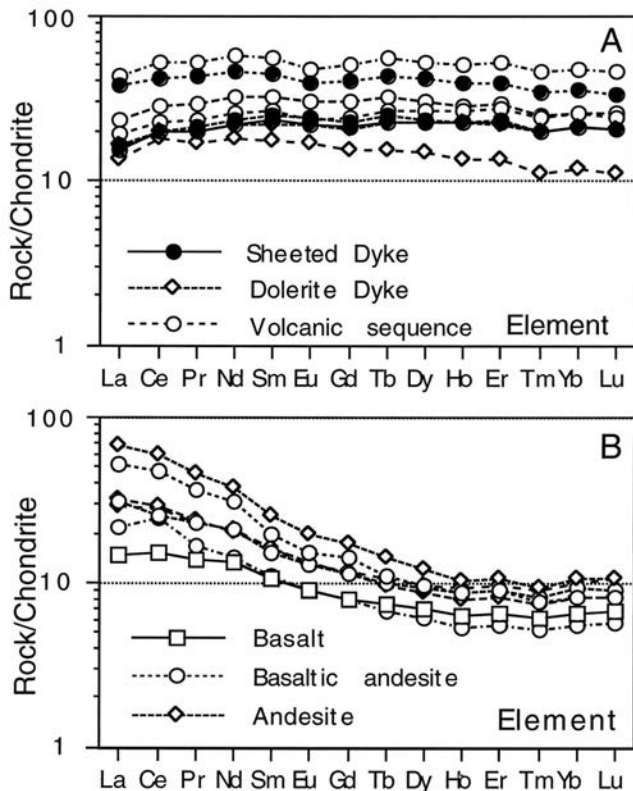 100
A
10
1
Rock/Chondrite
Sheeted Dyke
Dolerite Dyke
Volcanic sequence
Element
La Ce Pr Nd Sm Eu Gd Tb Dy Ho Er Tm Yb Lu
100
B
10
1
Rock/Chondrite
Basalt
Basaltic andesite
Andesite
Element
La Ce Pr Nd Sm Eu Gd Tb Dy Ho Er Tm Yb Lu